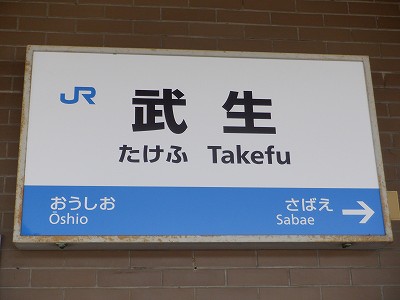 JR 武生
たけふ Takefu
おうしお さばえ
Ōshio Sabae →